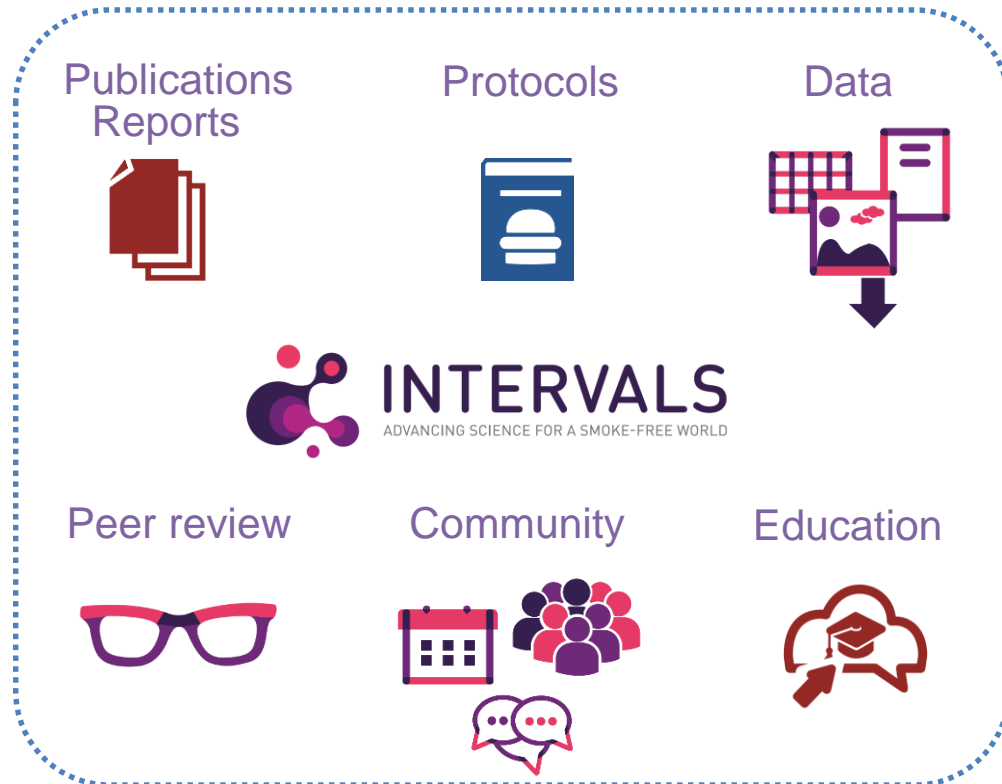 Publications
Reports
Protocols
Data
INTERVALS
ADVANCING SCIENCE FOR A SMOKE-FREE WORLD
Peer review
Community
Education